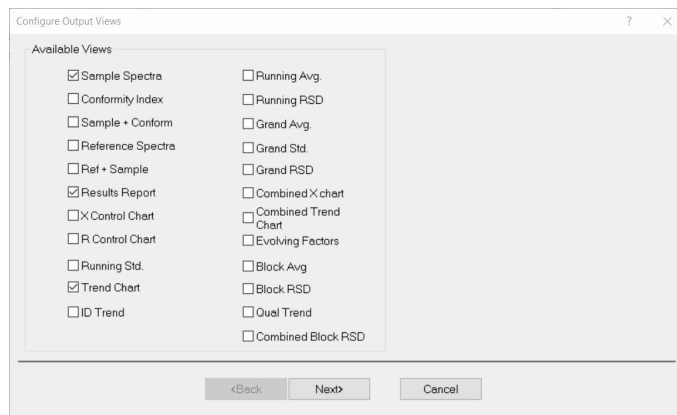 Configure Output Views
Available Views
Sample Spectra
Conformity Index
Sample + Conform
Reference Spectra
Ref + Sample
Results Report
X Control Chart
R Control Chart
Running Std.
Trend Chart
ID Trend
Running Avg.
Running RSD
Grand Avg.
Grand Std.
Grand RSD
Combined X chart
Combined Trend
Chart
Evolving Factors
Block Avg
Block RSD
Qual Trend
Combined Block RSD
<Back
Next>
Cancel